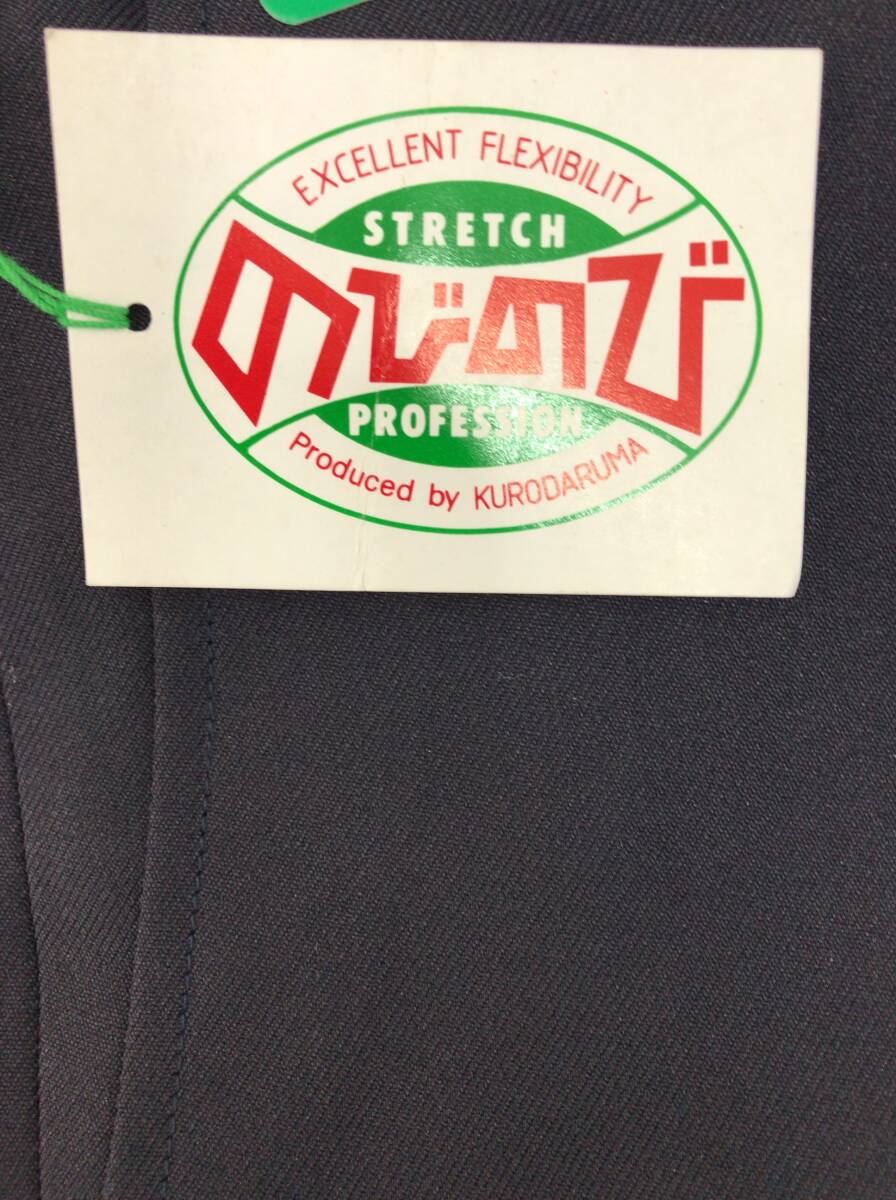 EXCELLENT FLEXIBILITY
STRETCH
のびのび
PROFESSION
Produced by KURODARUMA